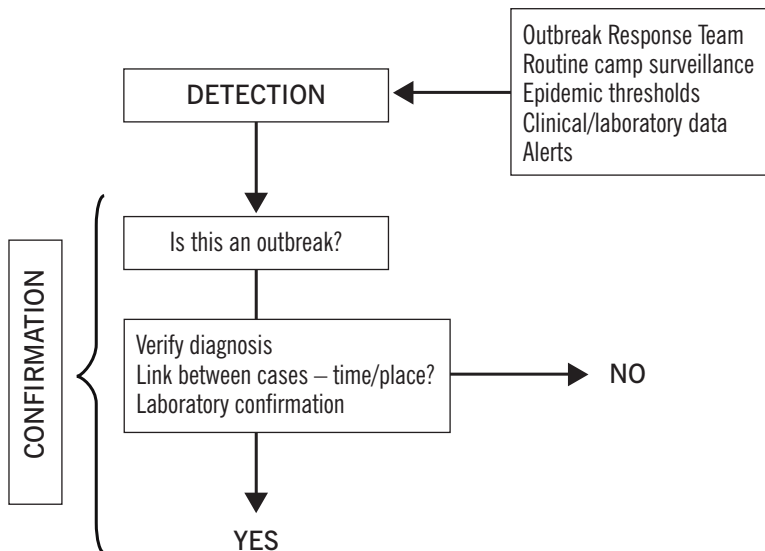 Outbreak Response Team
Routine camp surveillance
Epidemic thresholds
Clinical/laboratory data
Alerts
DETECTION
CONFIRMATION
Is this an outbreak?
Verify diagnosis
Link between cases – time/place?
Laboratory confirmation
NO
YES